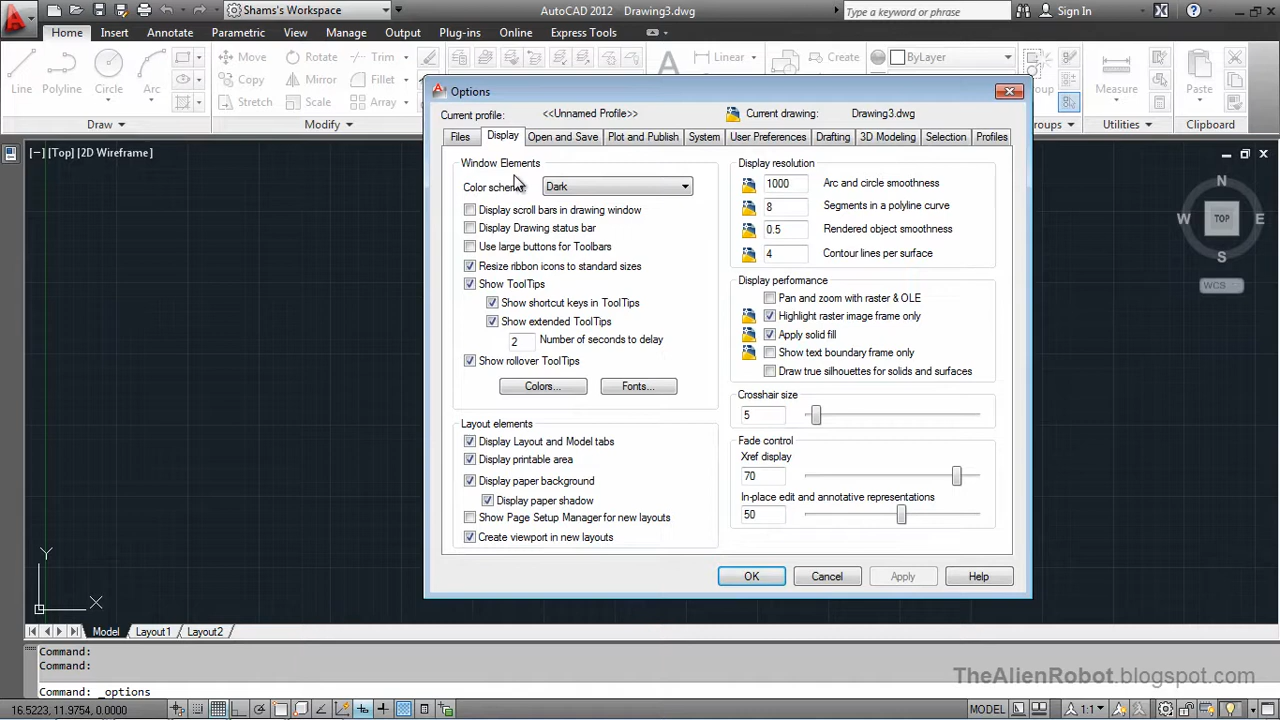 Shams's Workspace
AutoCAD 2012 Drawing3.dwg
Type a keyword or phrase
Sign In
Home Insert Annotate Parametric View Manage Output Plug-ins Online Express Tools
Line
Polyline
Circle
Arc
Move
Copy
Stretch
Rotate
Mirror
Scale
Trim
Fillet
Array
Linear
Create
ByLayer
Measure
Paste
Draw
Modify
Groups
Utilities
Clipboard
[−] [Top] [2D Wireframe]
Options
Current profile: <<Unnamed Profile>> Current drawing: Drawing3.dwg
Files Display Open and Save Plot and Publish System User Preferences Drafting 3D Modeling Selection Profiles
Window Elements
Color scheme: Dark
Display scroll bars in drawing window
Display Drawing status bar
Use large buttons for Toolbars
Resize ribbon icons to standard sizes
Show ToolTips
Show shortcut keys in ToolTips
Show extended ToolTips
2 Number of seconds to delay
Show rollover ToolTips
Colors... Fonts...
Layout elements
Display Layout and Model tabs
Display printable area
Display paper background
Display paper shadow
Show Page Setup Manager for new layouts
Create viewport in new layouts
Display resolution
1000 Arc and circle smoothness
8 Segments in a polyline curve
0.5 Rendered object smoothness
4 Contour lines per surface
Display performance
Pan and zoom with raster & OLE
Highlight raster image frame only
Apply solid fill
Show text boundary frame only
Draw true silhouettes for solids and surfaces
Crosshair size
5
Fade control
Xref display
70
In-place edit and annotative representations
50
OK Cancel Apply Help
N
W TOP E
S
WCS
Y
X
Model Layout1 Layout2
Command:
Command:
Command: _options
TheAlienRobot.blogspot.com
16.5223, 11.9754, 0.0000
MODEL
1:1